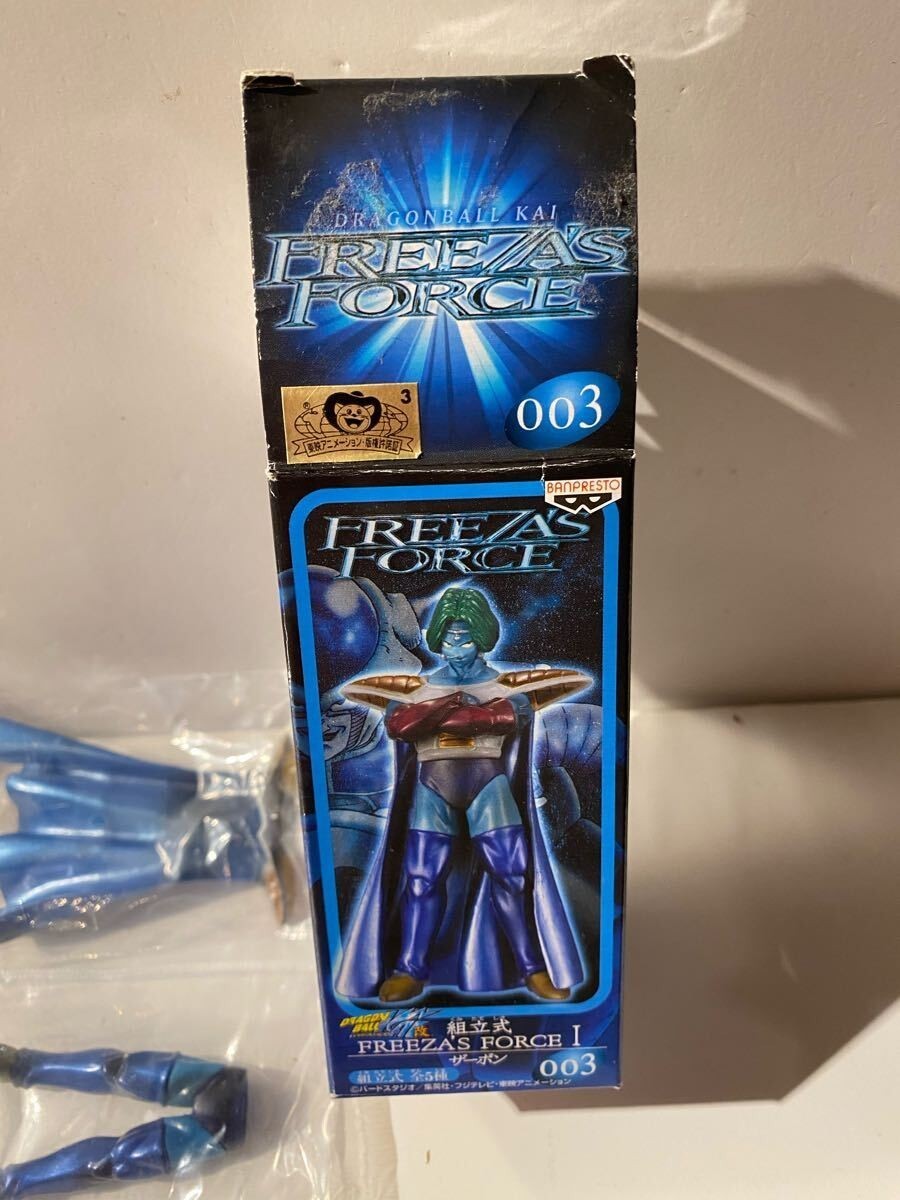 DRAGONBALL KAI
FREEZA'S
FORCE
®
3
東映アニメーション・版権許諾証
003
BANPRESTO
FREEZA'S
FORCE
DRAGON
BALL
改
組立式
FREEZA'S FORCE I
ザーボン
組立式 全5種
003
©バードスタジオ/集英社・フジテレビ・東映アニメーション